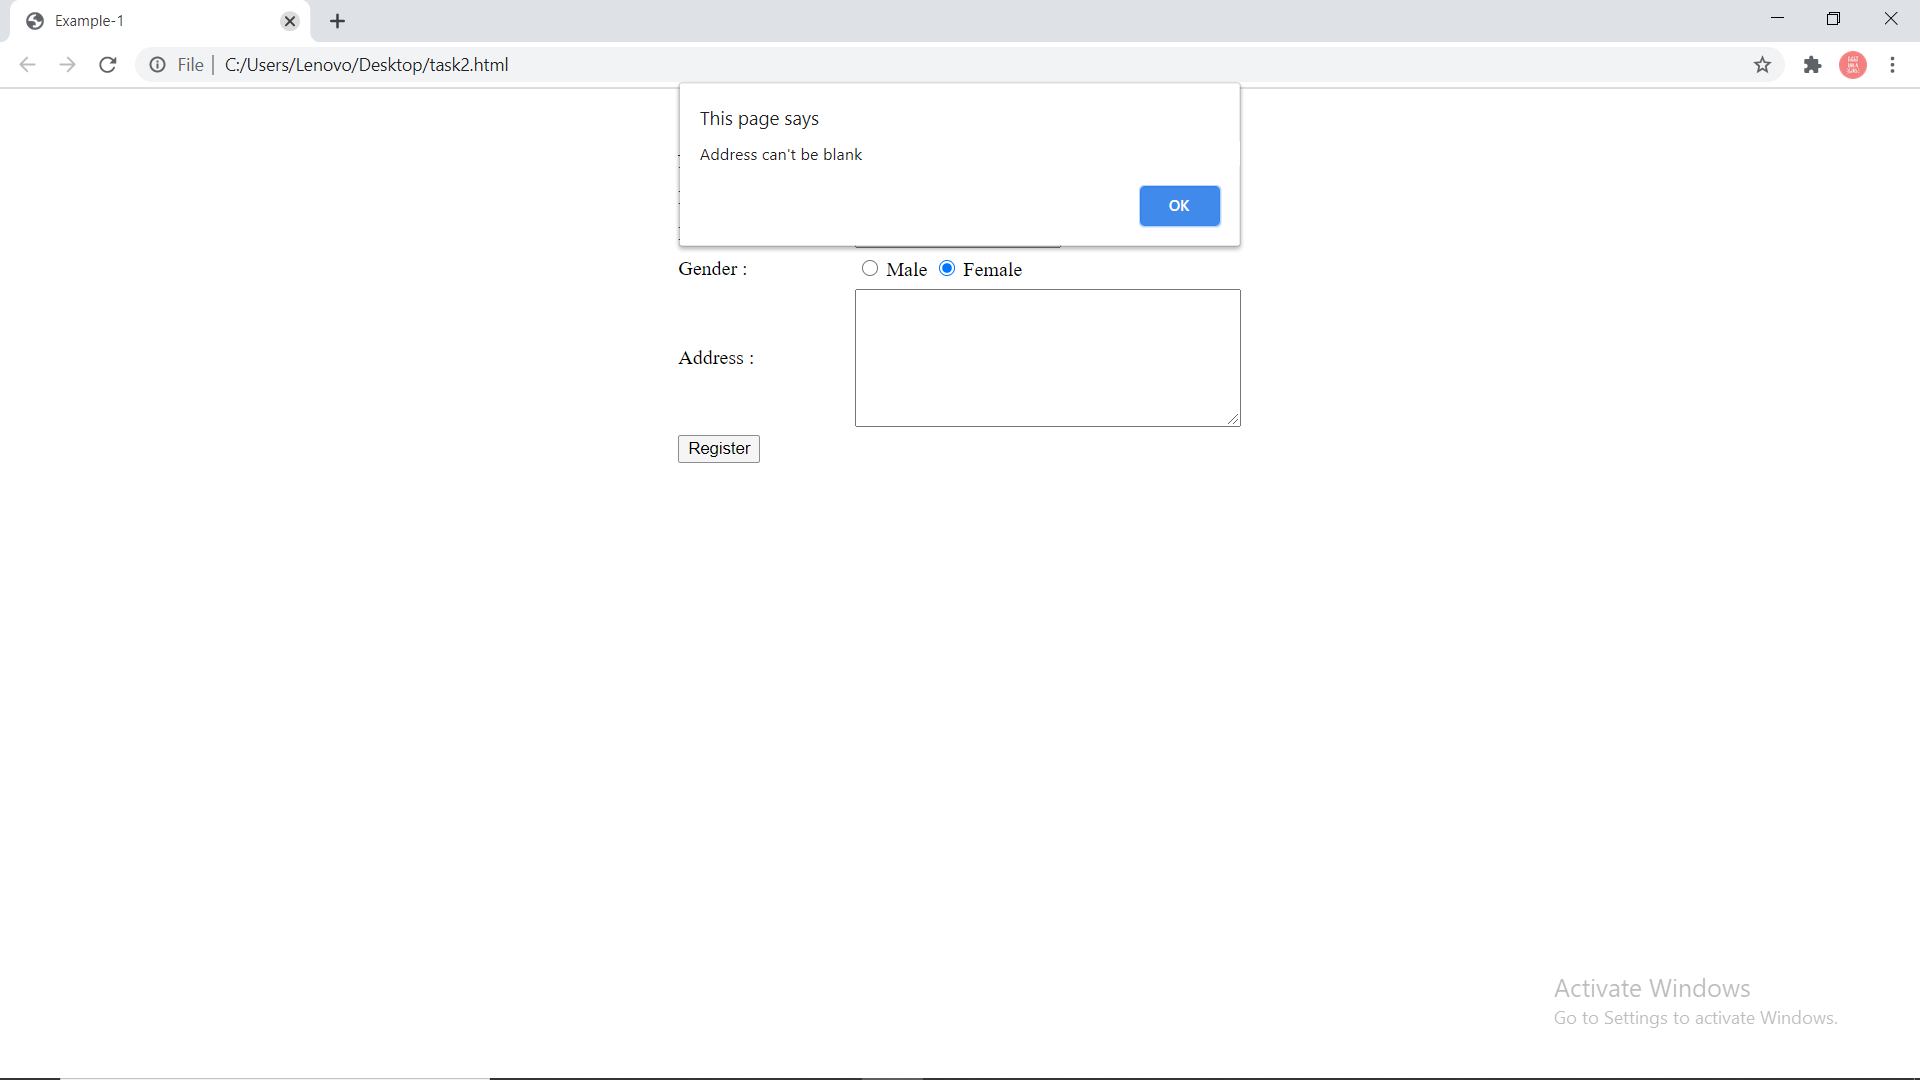 Example-1
File | C:/Users/Lenovo/Desktop/task2.html
This page says
Address can't be blank
OK
Gender : Male Female
Address :
Register
Activate Windows
Go to Settings to activate Windows.